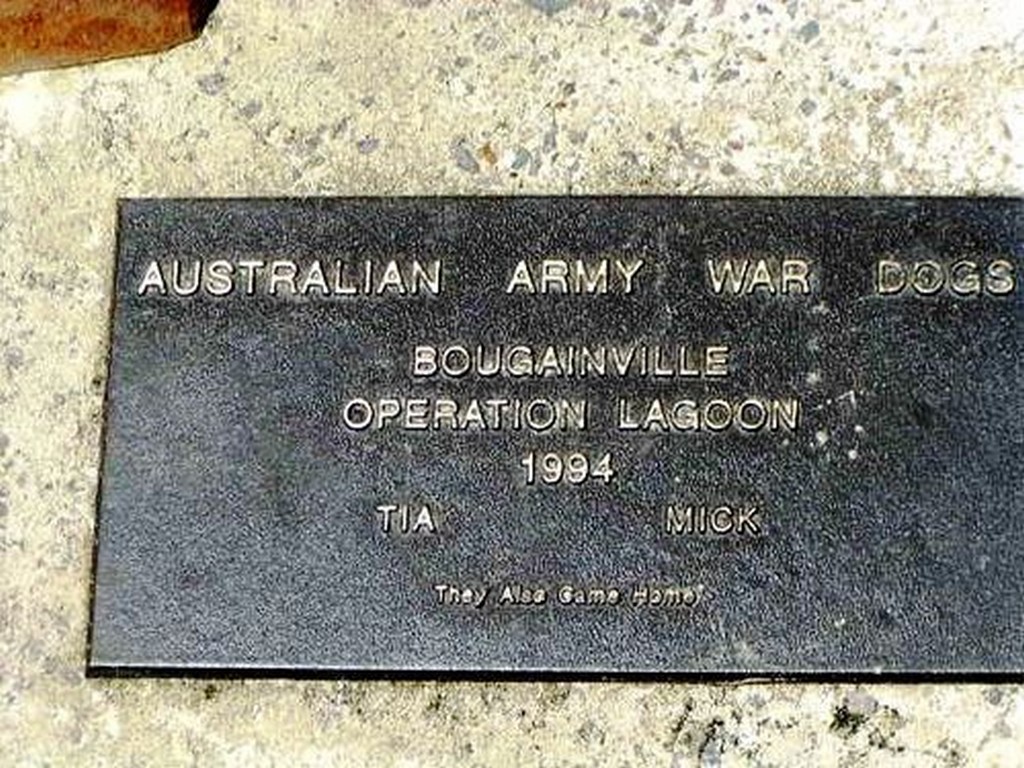 AUSTRALIAN ARMY WAR DOGS
BOUGAINVILLE
OPERATION LAGOON
1994
TIA MICK
They Also Came Home!